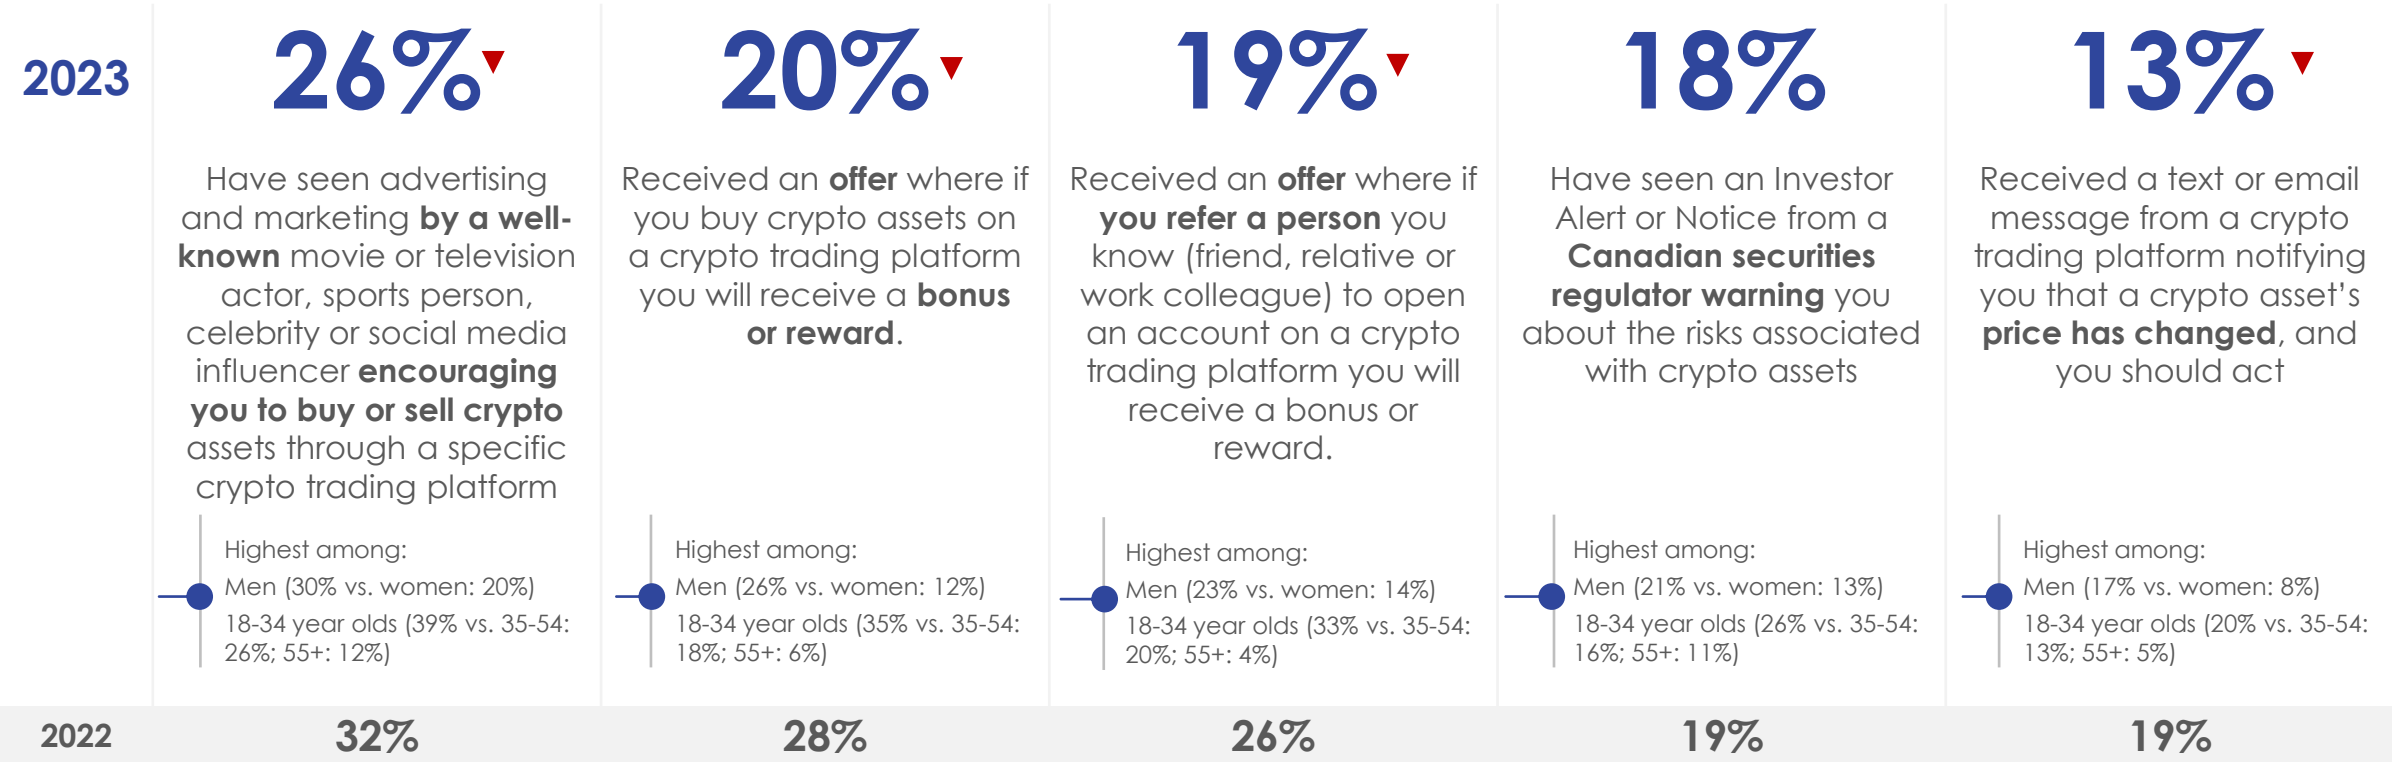 2023
26%
Have seen advertising
and marketing by a well-
known movie or television
actor, sports person,
celebrity or social media
influencer encouraging
you to buy or sell crypto
assets through a specific
crypto trading platform
Highest among:
Men (30% vs. women: 20%)
18-34 year olds (39% vs. 35-54:
26%; 55+: 12%)
20%
Received an offer where if
you buy crypto assets on
a crypto trading platform
you will receive a bonus
or reward.
Highest among:
Men (26% vs. women: 12%)
18-34 year olds (35% vs. 35-54:
18%; 55+: 6%)
19%
Received an offer where if
you refer a person you
know (friend, relative or
work colleague) to open
an account on a crypto
trading platform you will
receive a bonus or
reward.
Highest among:
Men (23% vs. women: 14%)
18-34 year olds (33% vs. 35-54:
20%; 55+: 4%)
18%
Have seen an Investor
Alert or Notice from a
Canadian securities
regulator warning you
about the risks associated
with crypto assets
Highest among:
Men (21% vs. women: 13%)
18-34 year olds (26% vs. 35-54:
16%; 55+: 11%)
13%
Received a text or email
message from a crypto
trading platform notifying
you that a crypto asset’s
price has changed, and
you should act
Highest among:
Men (17% vs. women: 8%)
18-34 year olds (20% vs. 35-54:
13%; 55+: 5%)
2022
32%
28%
26%
19%
19%